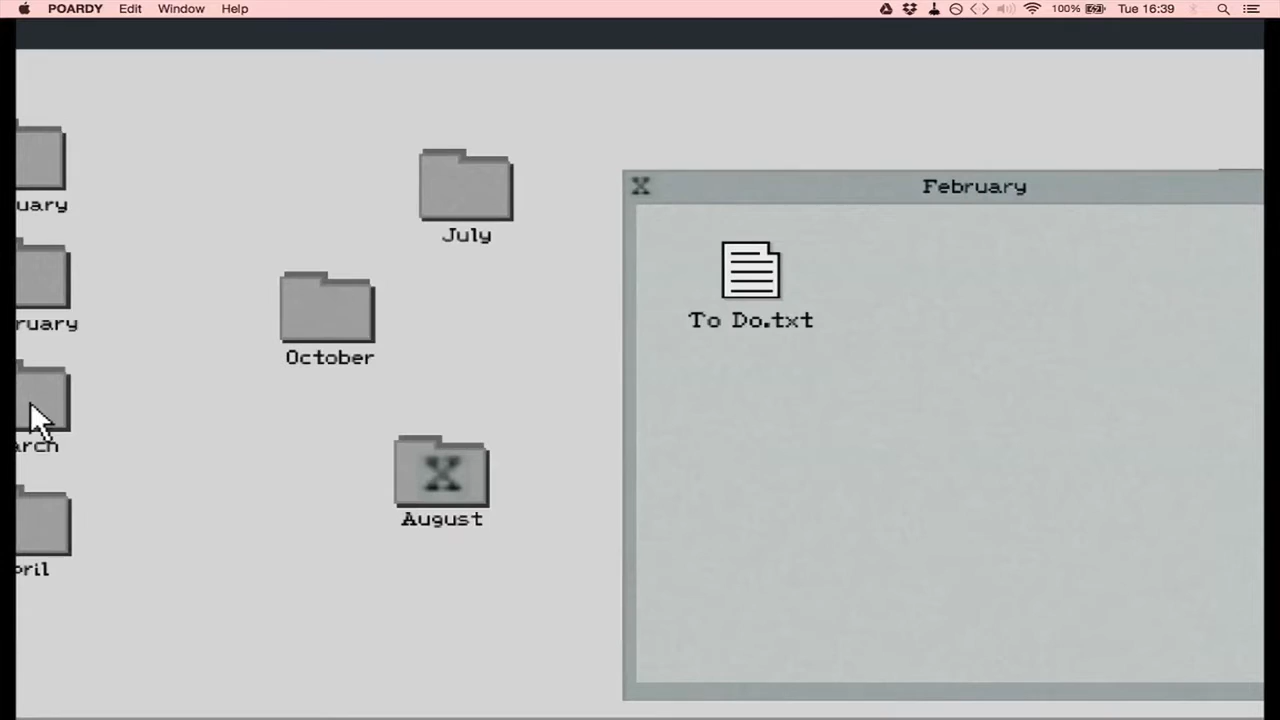 POARDY Edit Window Help 100% Tue 16:39
uary
ruary
arch
pril
July
October
X
August
X February
To Do.txt